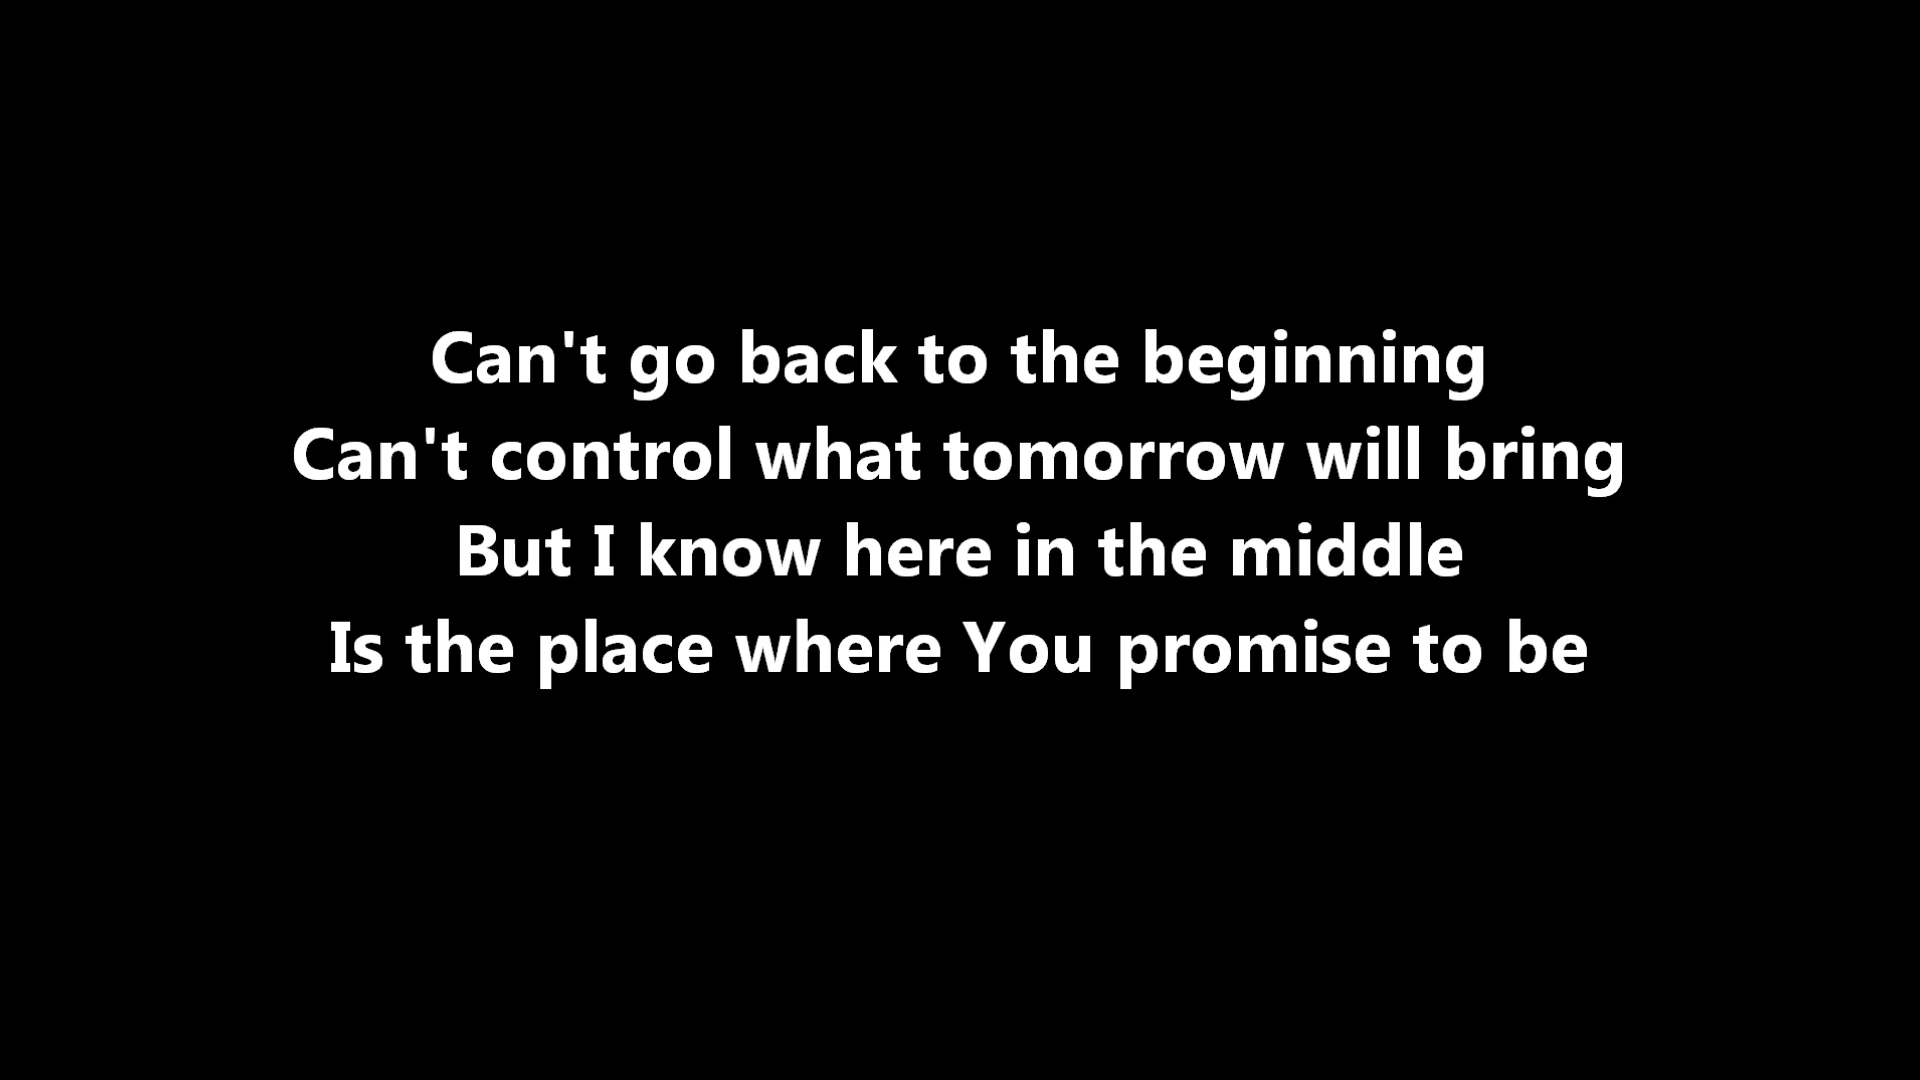 Can't go back to the beginning
Can't control what tomorrow will bring
But I know here in the middle
Is the place where You promise to be